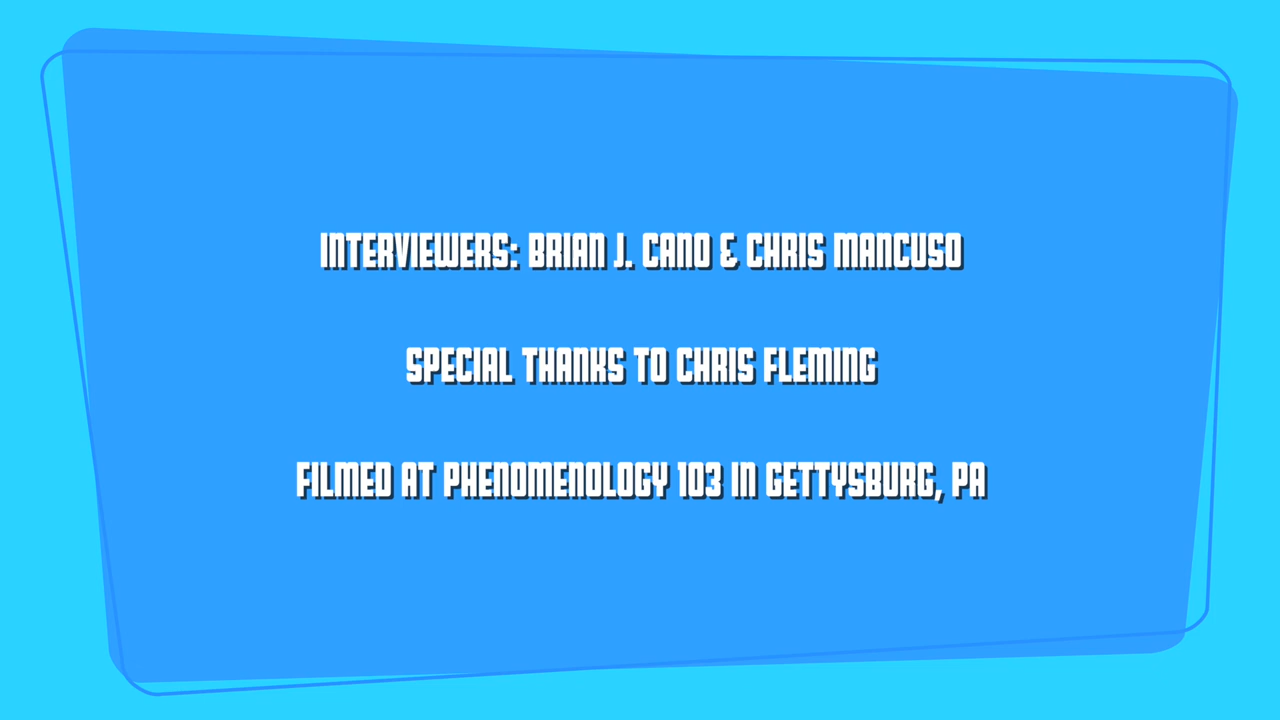 INTERVIEWERS: BRIAN J. CANO & CHRIS MANCUSO
SPECIAL THANKS TO CHRIS FLEMING
FILMED AT PHENOMENOLOGY 103 IN GETTYSBURG, PA